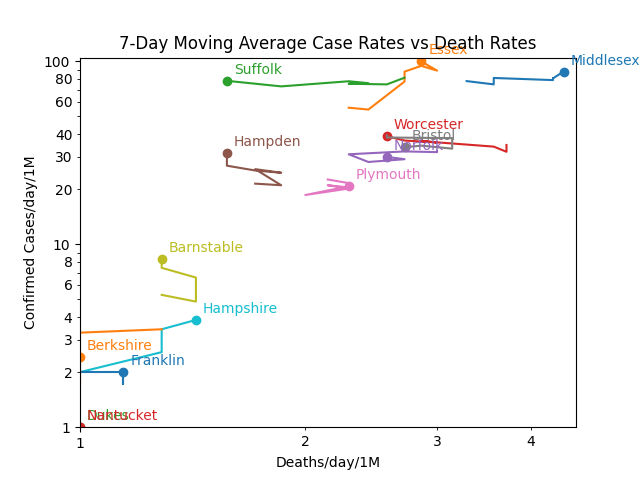 7-Day Moving Average Case Rates vs Death Rates
Essex
Middlesex
Suffolk
Worcester
Bristol
Norfolk
Hampden
Plymouth
Barnstable
Hampshire
Berkshire
Franklin
Nantucket
Confirmed Cases/day/1M
100
80
60
40
30
20
10
8
6
4
3
2
1
1
2
3
4
Deaths/day/1M